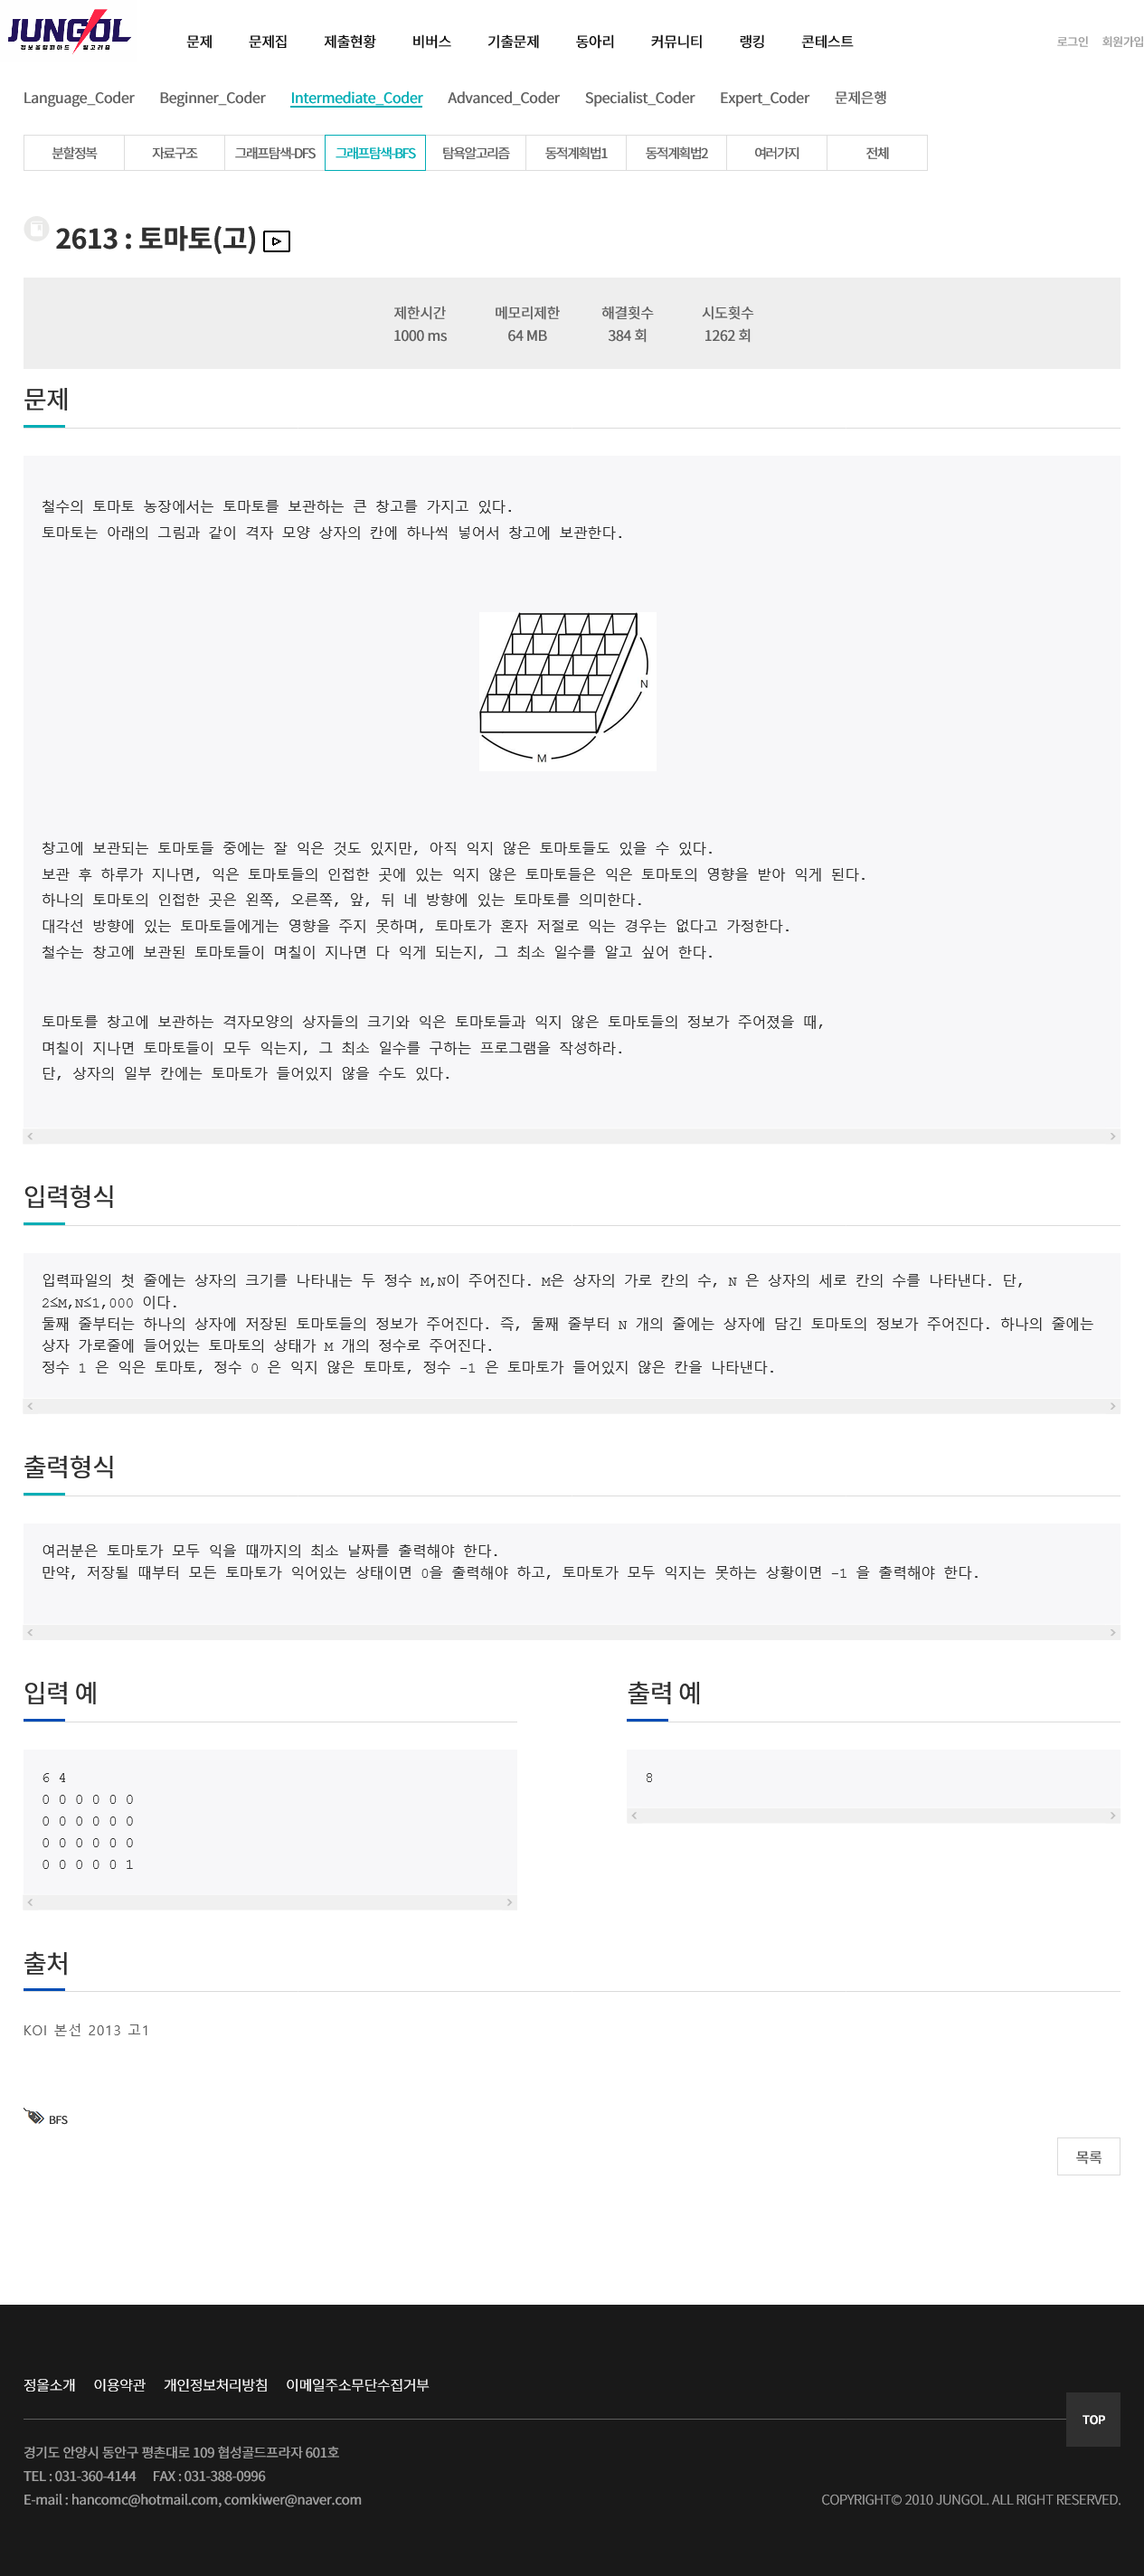 JUNGOL
정보올림피아드 알고리즘
문제 문제집 제출현황 비버스 기출문제 동아리 커뮤니티 랭킹 콘테스트 로그인 회원가입
Language_Coder Beginner_Coder Intermediate_Coder Advanced_Coder Specialist_Coder Expert_Coder 문제은행
분할정복 자료구조 그래프탐색-DFS 그래프탐색-BFS 탐욕알고리즘 동적계획법1 동적계획법2 여러가지 전체
2613 : 토마토(고)
제한시간 메모리제한 해결횟수 시도횟수
1000 ms 64 MB 384 회 1262 회
문제
철수의 토마토 농장에서는 토마토를 보관하는 큰 창고를 가지고 있다.
토마토는 아래의 그림과 같이 격자 모양 상자의 칸에 하나씩 넣어서 창고에 보관한다.
N
M
창고에 보관되는 토마토들 중에는 잘 익은 것도 있지만, 아직 익지 않은 토마토들도 있을 수 있다.
보관 후 하루가 지나면, 익은 토마토들의 인접한 곳에 있는 익지 않은 토마토들은 익은 토마토의 영향을 받아 익게 된다.
하나의 토마토의 인접한 곳은 왼쪽, 오른쪽, 앞, 뒤 네 방향에 있는 토마토를 의미한다.
대각선 방향에 있는 토마토들에게는 영향을 주지 못하며, 토마토가 혼자 저절로 익는 경우는 없다고 가정한다.
철수는 창고에 보관된 토마토들이 며칠이 지나면 다 익게 되는지, 그 최소 일수를 알고 싶어 한다.
토마토를 창고에 보관하는 격자모양의 상자들의 크기와 익은 토마토들과 익지 않은 토마토들의 정보가 주어졌을 때,
며칠이 지나면 토마토들이 모두 익는지, 그 최소 일수를 구하는 프로그램을 작성하라.
단, 상자의 일부 칸에는 토마토가 들어있지 않을 수도 있다.
입력형식
입력파일의 첫 줄에는 상자의 크기를 나타내는 두 정수 M,N이 주어진다. M은 상자의 가로 칸의 수, N 은 상자의 세로 칸의 수를 나타낸다. 단,
2≤M,N≤1,000 이다.
둘째 줄부터는 하나의 상자에 저장된 토마토들의 정보가 주어진다. 즉, 둘째 줄부터 N 개의 줄에는 상자에 담긴 토마토의 정보가 주어진다. 하나의 줄에는
상자 가로줄에 들어있는 토마토의 상태가 M 개의 정수로 주어진다.
정수 1 은 익은 토마토, 정수 0 은 익지 않은 토마토, 정수 -1 은 토마토가 들어있지 않은 칸을 나타낸다.
출력형식
여러분은 토마토가 모두 익을 때까지의 최소 날짜를 출력해야 한다.
만약, 저장될 때부터 모든 토마토가 익어있는 상태이면 0을 출력해야 하고, 토마토가 모두 익지는 못하는 상황이면 -1 을 출력해야 한다.
입력 예 출력 예
6 4 8
0 0 0 0 0 0
0 0 0 0 0 0
0 0 0 0 0 0
0 0 0 0 0 1
출처
KOI 본선 2013 고1
BFS
목록
정올소개 이용약관 개인정보처리방침 이메일주소무단수집거부
TOP
경기도 안양시 동안구 평촌대로 109 협성골드프라자 601호
TEL : 031-360-4144 FAX : 031-388-0996
E-mail : hancomc@hotmail.com, comkiwer@naver.com COPYRIGHT© 2010 JUNGOL. ALL RIGHT RESERVED.